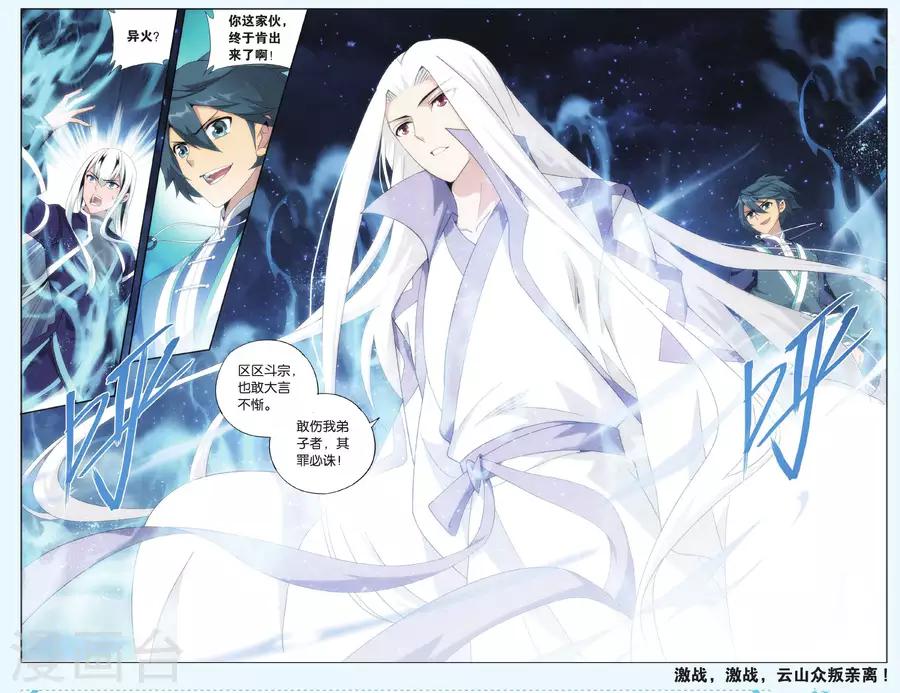 异火?
你这家伙,
终于肯出
来了啊!
区区斗宗,
也敢大言
不惭。
敢伤我弟
子者,其
罪必诛!
呼
呼
激战,激战,云山众叛亲离!
漫画台